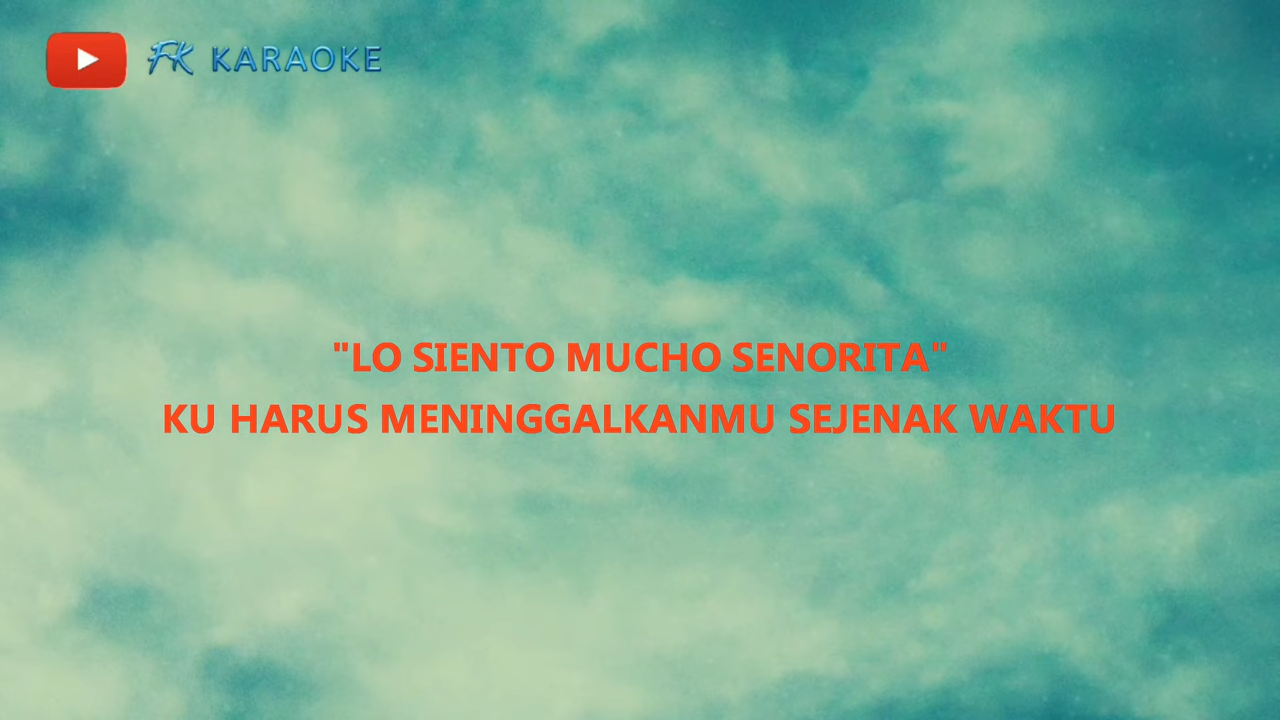 FK KARAOKE
"LO SIENTO MUCHO SENORITA"
KU HARUS MENINGGALKANMU SEJENAK WAKTU